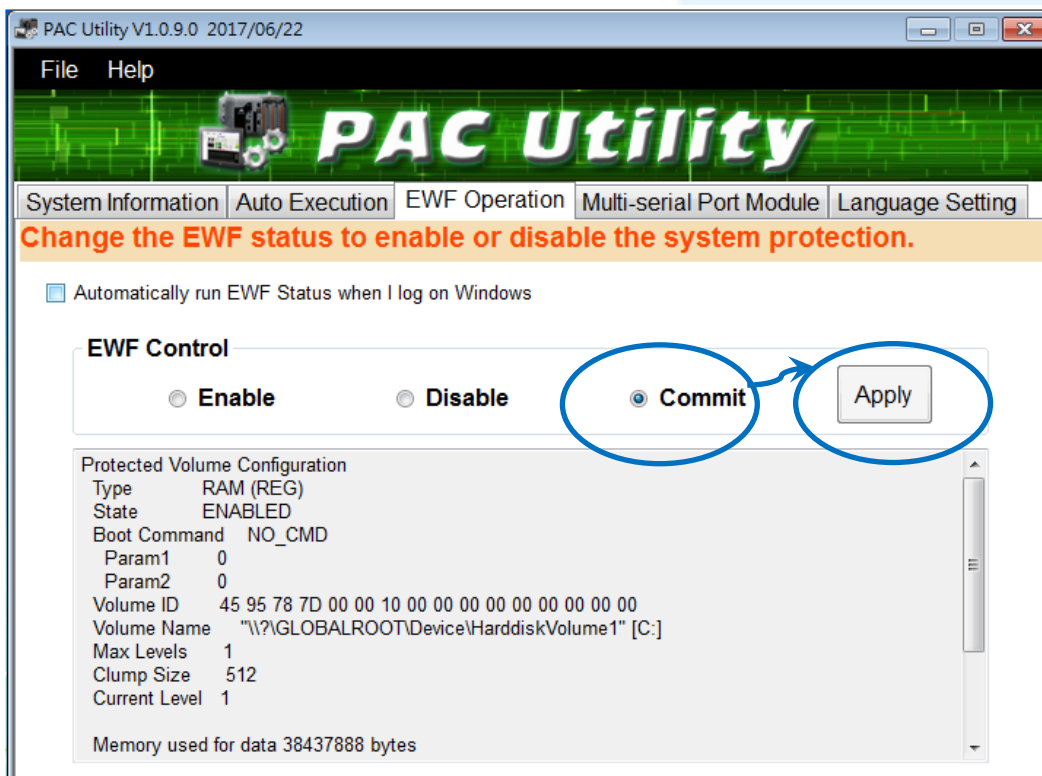 PAC Utility V1.0.9.0 2017/06/22
File Help
PAC Utility
System Information Auto Execution EWF Operation Multi-serial Port Module Language Setting
Change the EWF status to enable or disable the system protection.
Automatically run EWF Status when I log on Windows
EWF Control
Enable Disable Commit Apply
Protected Volume Configuration
Type RAM (REG)
State ENABLED
Boot Command NO_CMD
Param1 0
Param2 0
Volume ID 45 95 78 7D 00 00 10 00 00 00 00 00 00 00 00 00
Volume Name "\\?\GLOBALROOT\Device\HarddiskVolume1" [C:]
Max Levels 1
Clump Size 512
Current Level 1
Memory used for data 38437888 bytes